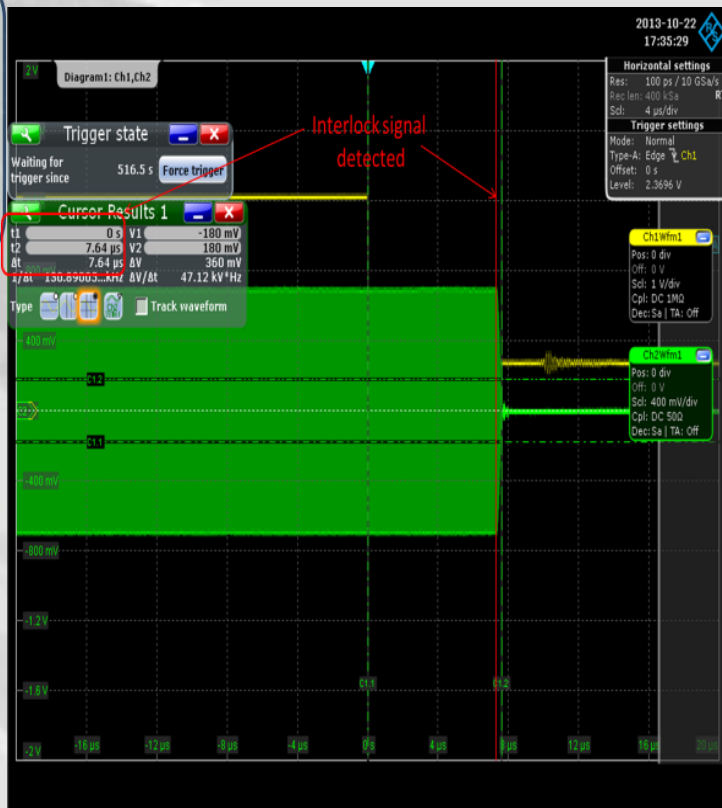 2013-10-22
17:35:29
Horizontal settings
Res: 100 ps / 10 GSa/s
Rec len: 400 kSa
Scl: 4 µs/div
Trigger settings
Mode: Normal
Type-A: Edge Ch1
Offset: 0 s
Level: 2.3696 V
2 V
Diagram1: Ch1,Ch2
Interlock signal
detected
Trigger state
Waiting for
trigger since
516.5 s
Force trigger
Cursor Results 1
t1 0 s V1 -180 mV
t2 7.64 µs V2 180 mV
Δt 7.64 µs ΔV 360 mV
1/Δt ΔV/Δt 47.12 kV*Hz
Type
Track waveform
Ch1Wfm1
Pos: 0 div
Off: 0 V
Scl: 1 V/div
Cpl: DC 1MΩ
Dec: Sa | TA: Off
Ch2Wfm1
Pos: 0 div
Off: 0 V
Scl: 400 mV/div
Cpl: DC 50Ω
Dec: Sa | TA: Off
400 mV
C1.2
C1.1
-400 mV
-800 mV
-1.2 V
-1.6 V
C1.1
C1.2
-2 V
-16 µs
-12 µs
-8 µs
-4 µs
0 s
4 µs
8 µs
12 µs
16 µs
20 µs